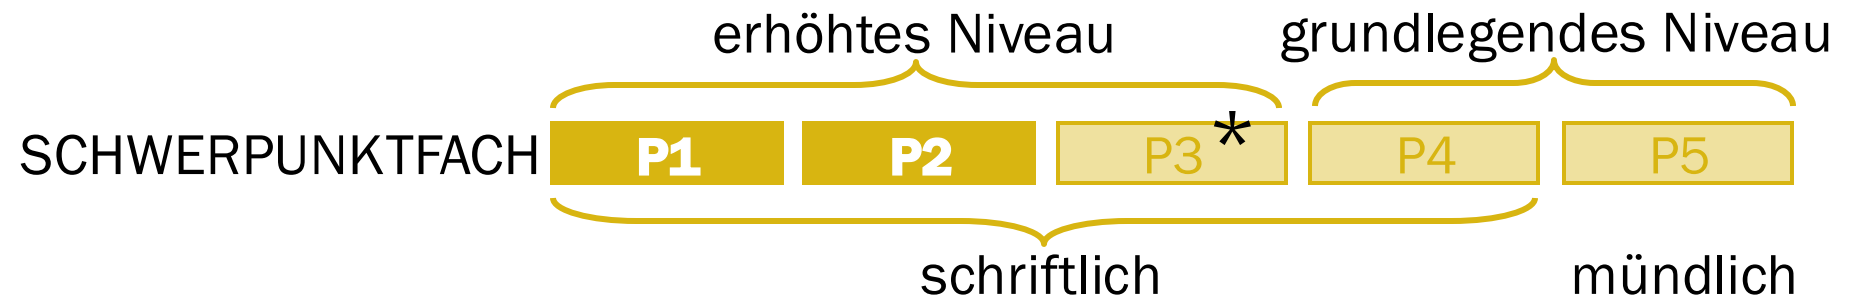 erhöhtes Niveau grundlegendes Niveau
SCHWERPUNKTFACH P1 P2 P3 * P4 P5
schriftlich mündlich